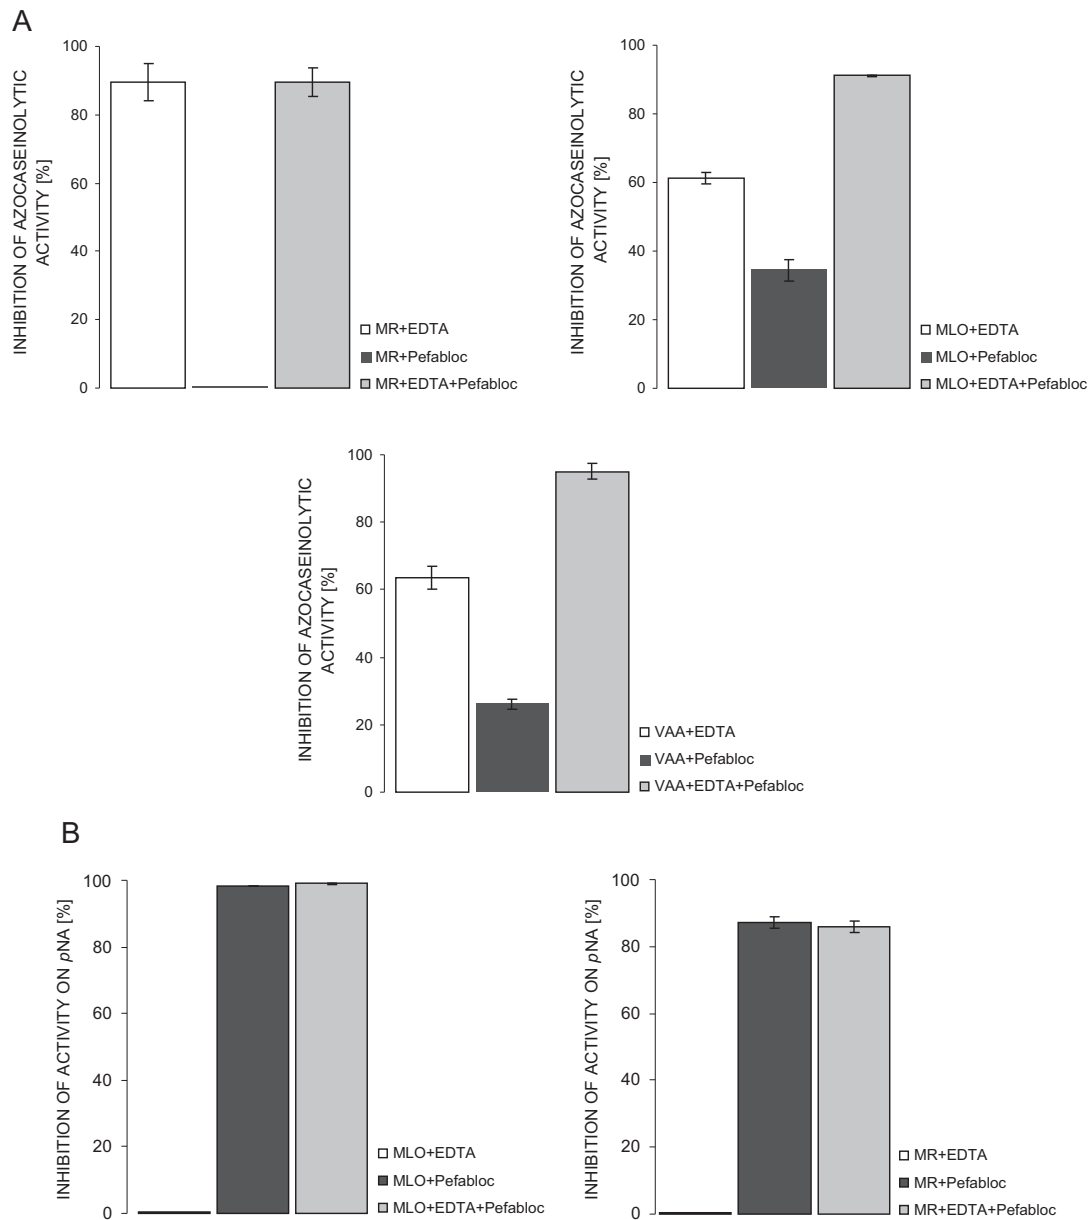 A
INHIBITION OF AZOCASEINOLYTIC
ACTIVITY [%]
100
80
60
40
20
0
MR+EDTA
MR+Pefabloc
MR+EDTA+Pefabloc
INHIBITION OF AZOCASEINOLYTIC
ACTIVITY [%]
100
80
60
40
20
0
MLO+EDTA
MLO+Pefabloc
MLO+EDTA+Pefabloc
INHIBITION OF AZOCASEINOLYTIC
ACTIVITY [%]
100
80
60
40
20
0
VAA+EDTA
VAA+Pefabloc
VAA+EDTA+Pefabloc
B
INHIBITION OF ACTIVITY ON pNA [%]
100
80
60
40
20
0
MLO+EDTA
MLO+Pefabloc
MLO+EDTA+Pefabloc
INHIBITION OF ACTIVITY ON pNA [%]
100
80
60
40
20
0
MR+EDTA
MR+Pefabloc
MR+EDTA+Pefabloc